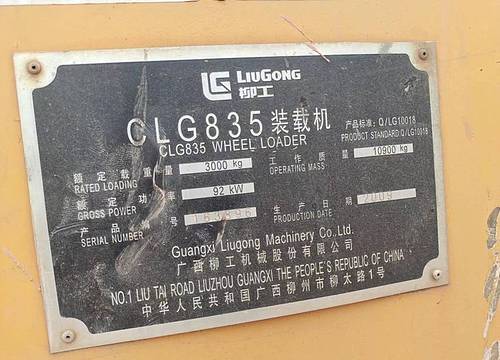 LIUGONG
柳工
CLG835装载机
CLG835 WHEEL LOADER
产品标准: Q/LG10018
PRODUCT STANDARD Q/LG10018
额定载重量 3000 kg
RATED LOADING
工作质量 10900 kg
OPERATING MASS
额定功率 92 kW
GROSS POWER
产品号
SERIAL NUMBER
生产日期 2009
PRODUCTION DATE
Guangxi Liugong Machinery Co.Ltd.
广西柳工机械股份有限公司
NO.1 LIU TAI ROAD LIUZHOU GUANGXI THE PEOPLE'S REPUBLIC OF CHINA
中华人民共和国广西柳州市柳太路1号